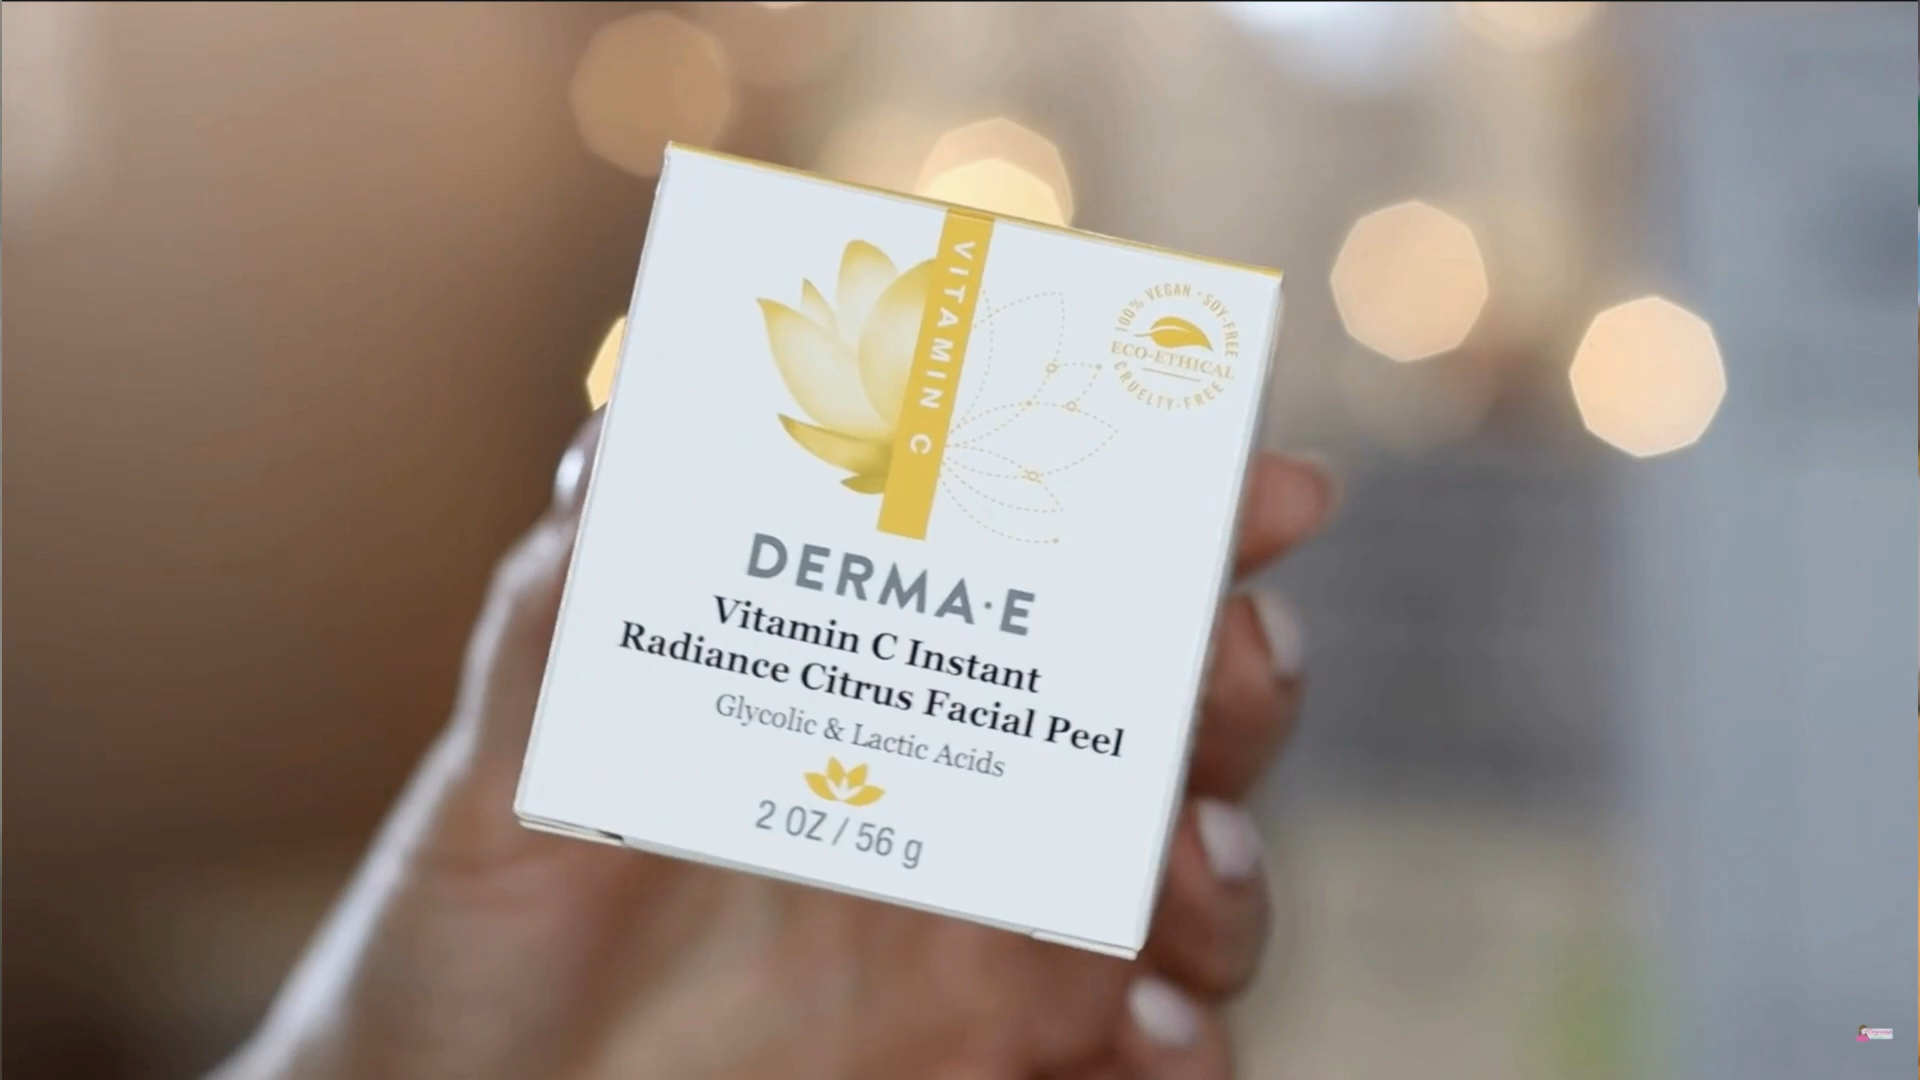 VITAMIN C
100% VEGAN · SOY-FREE
ECO-ETHICAL
CRUELTY-FREE
DERMA·E
Vitamin C Instant
Radiance Citrus Facial Peel
Glycolic & Lactic Acids
2 OZ / 56 g